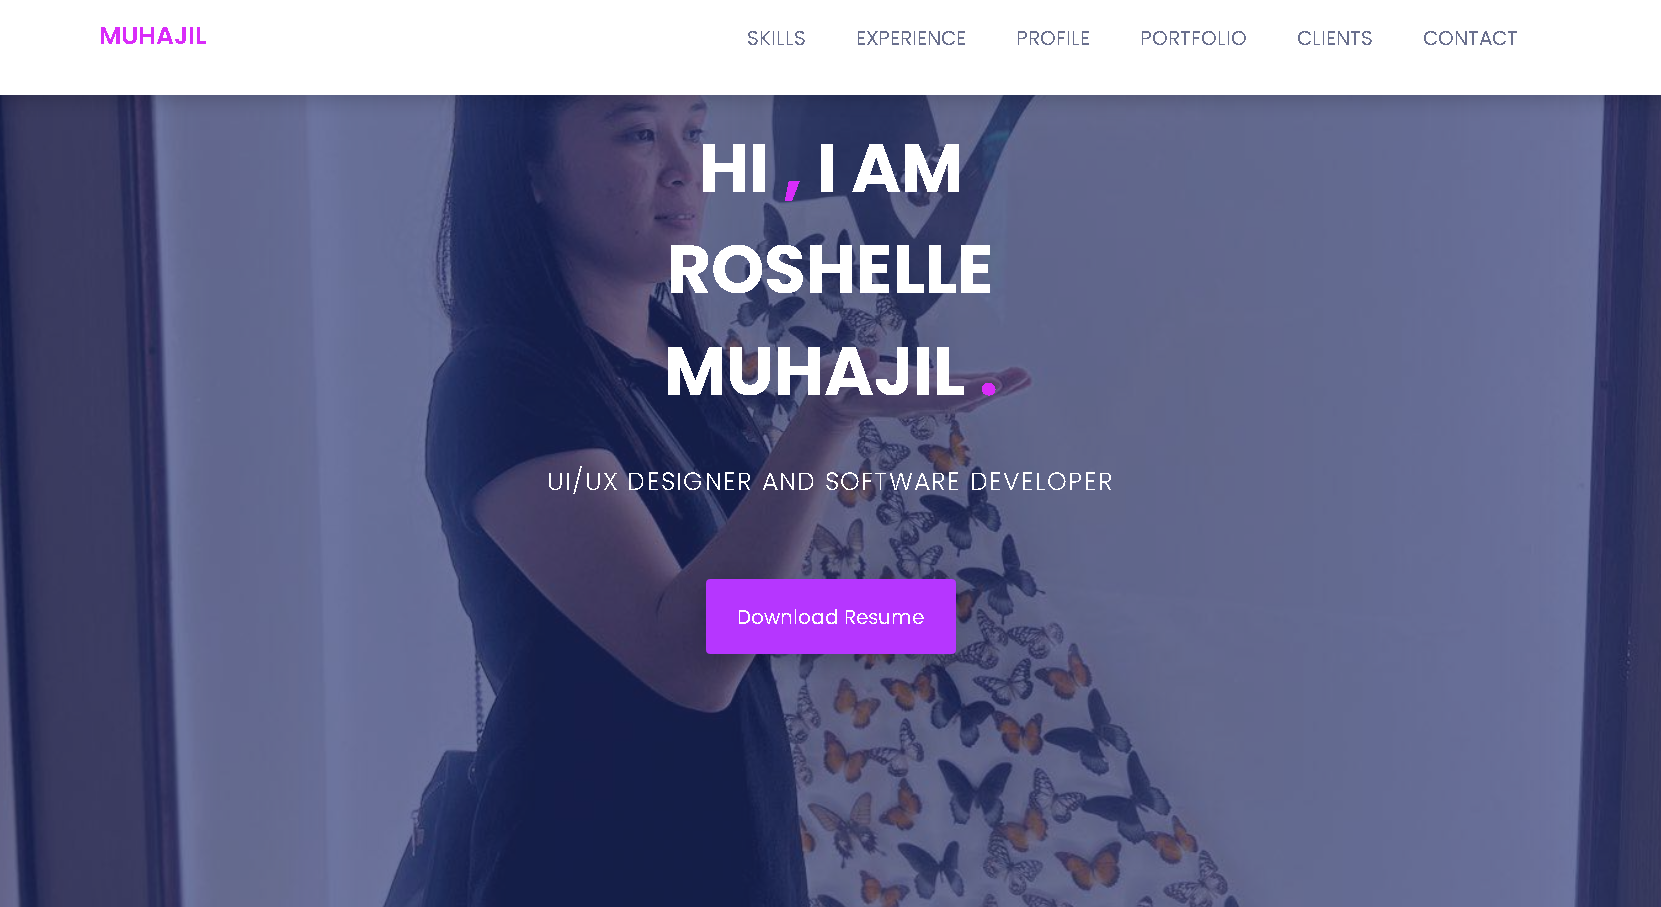 MUHAJIL
SKILLS EXPERIENCE PROFILE PORTFOLIO CLIENTS CONTACT
HI , I AM
ROSHELLE
MUHAJIL .
UI/UX DESIGNER AND SOFTWARE DEVELOPER
Download Resume